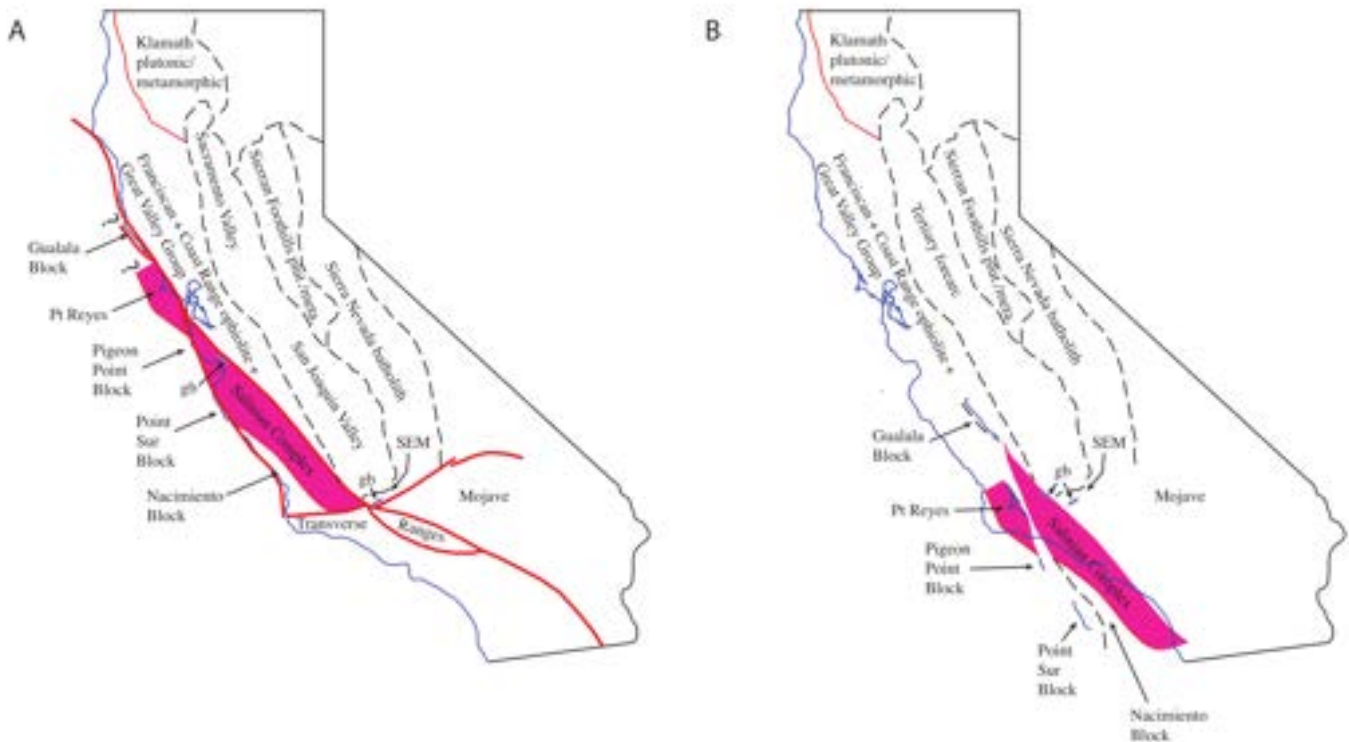 A
Klamath
plutonic/
metamorphic
Sacramento Valley
Sierran Foothills plut./meta.
Franciscan + Coast Range ophiolite +
Great Valley Group
Sierra Nevada batholith
?
Gualala
Block
?
Pt Reyes
Pigeon
Point
Block
gb
San Joaquin Valley
Salinian Complex
Point
Sur
Block
SEM
gb
Nacimiento
Block
Mojave
Transverse
Ranges
B
Klamath
plutonic/
metamorphic
Franciscan + Coast Range ophiolite +
Great Valley Group
Tertiary forearc
Sierran Foothills plut./meta.
Sierra Nevada batholith
Gualala
Block
SEM
gb
Pt Reyes
Mojave
Salinian Complex
Pigeon
Point
Block
Point
Sur
Block
Nacimiento
Block